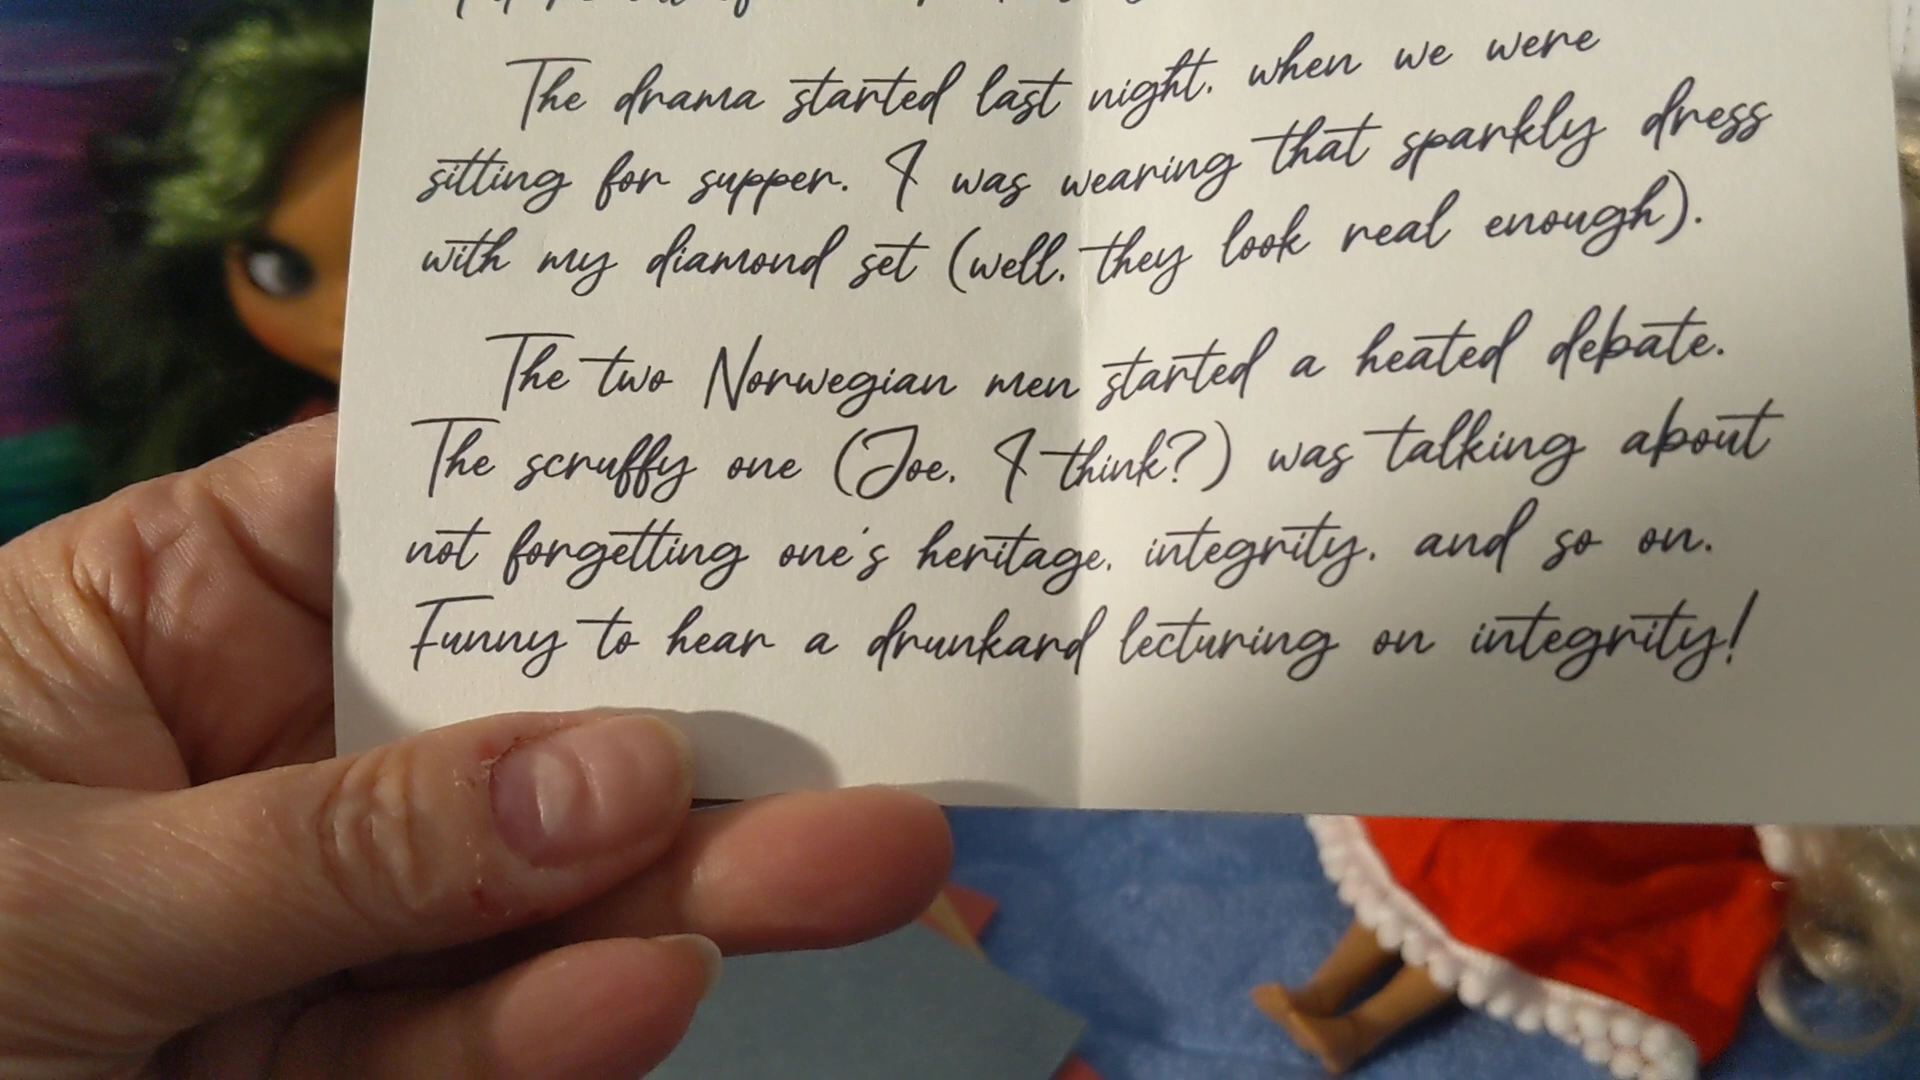 The drama started last night, when we were
sitting for supper. I was wearing that sparkly dress
with my diamond set (well, they look real enough).
The two Norwegian men started a heated debate.
The scruffy one (Joe, I think?) was talking about
not forgetting one's heritage, integrity, and so on.
Funny to hear a drunkard lecturing on integrity!